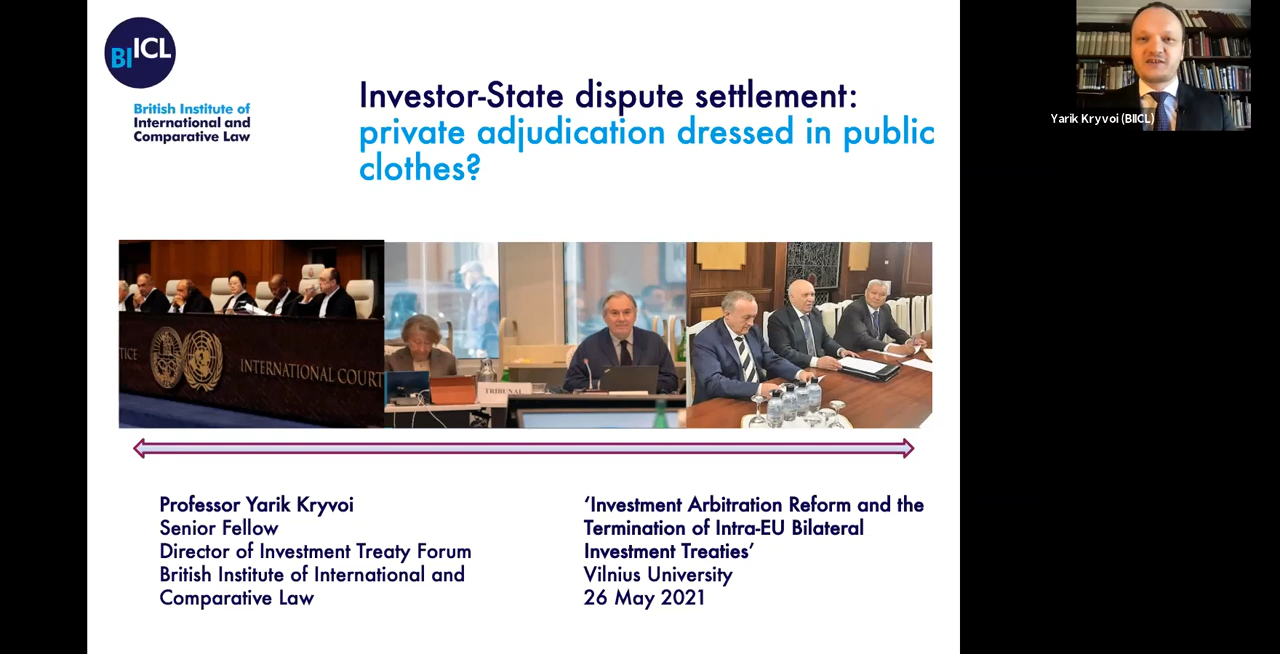 BIICL
British Institute of
International and
Comparative Law
Investor-State dispute settlement:
private adjudication dressed in public
clothes?
Yarik Kryvoi (BIICL)
TICE
INTERNATIONAL COURT
TRIBUNAL
Professor Yarik Kryvoi
Senior Fellow
Director of Investment Treaty Forum
British Institute of International and
Comparative Law
‘Investment Arbitration Reform and the
Termination of Intra-EU Bilateral
Investment Treaties’
Vilnius University
26 May 2021